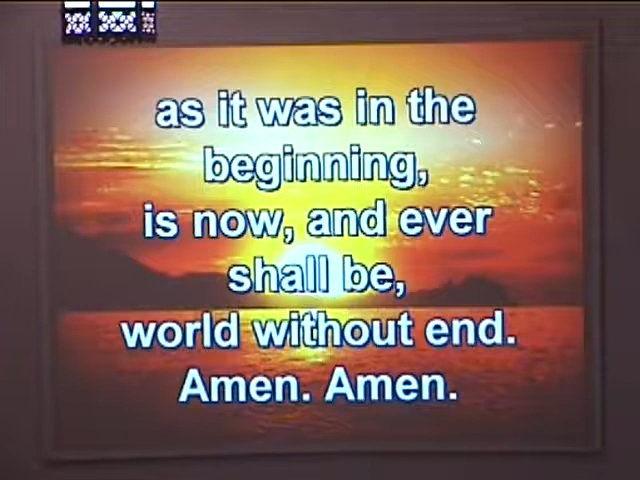 as it was in the
beginning,
is now, and ever
shall be,
world without end.
Amen. Amen.